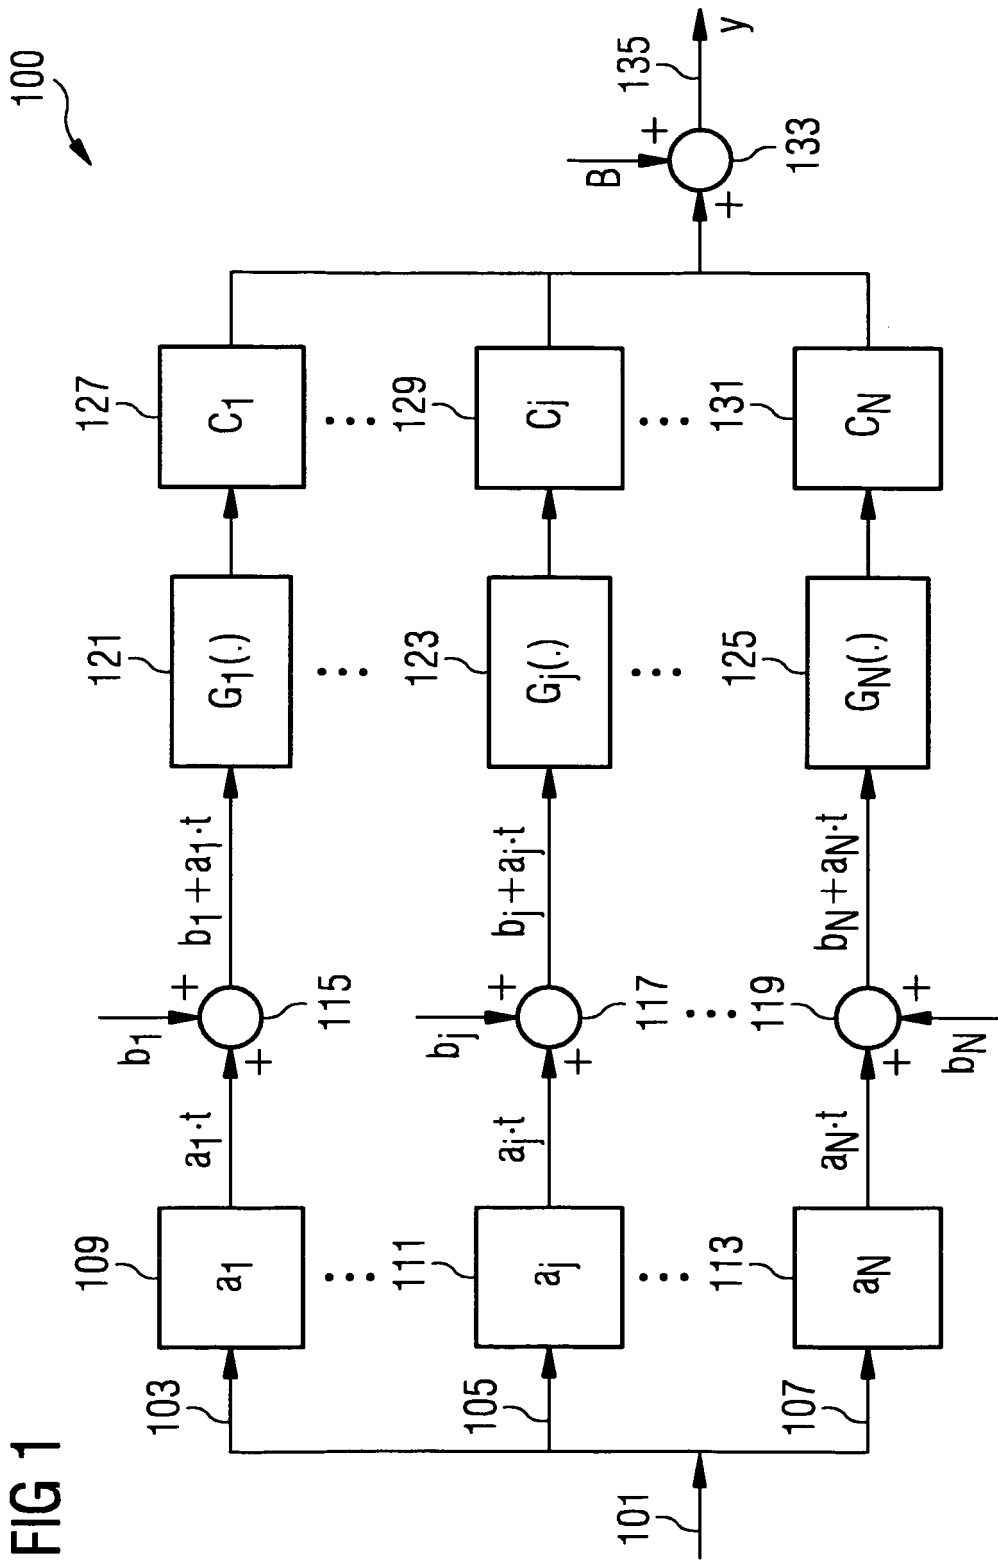 FIG 1
100
101
103
105
107
109
a1
111
aj
113
aN
a1·t
aj·t
aN·t
b1
+
+
115
bj
+
+
117
119
+
+
bN
b1+a1·t
bj+aj·t
bN+aN·t
121
G1(.)
123
Gj(.)
125
GN(.)
127
C1
129
Cj
131
CN
B
+
+
133
135
y